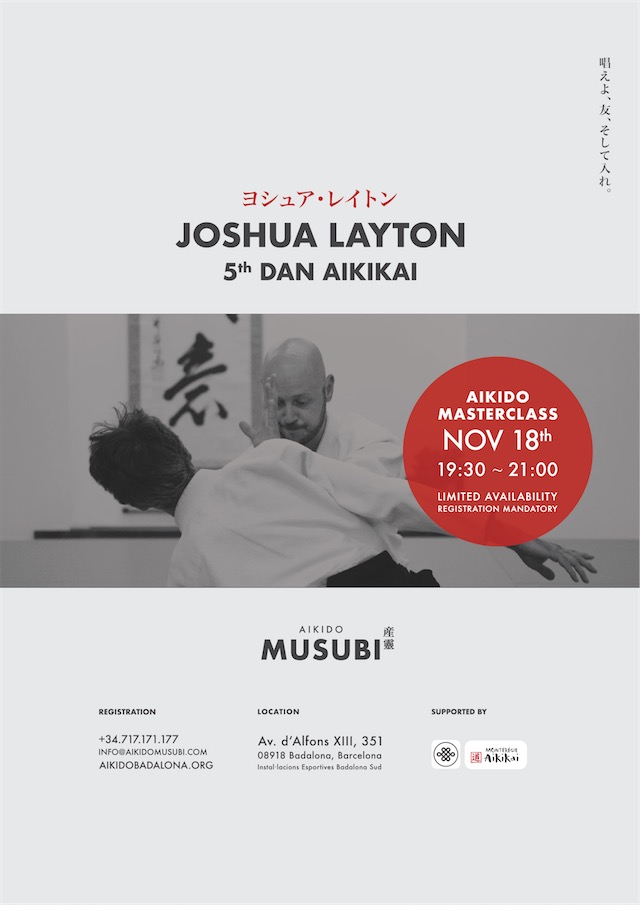 唱えよ、友、そして入れ。
ヨシュア・レイトン
JOSHUA LAYTON
5th DAN AIKIKAI
AIKIDO
MASTERCLASS
NOV 18th
19:30 ~ 21:00
LIMITED AVAILABILITY
REGISTRATION MANDATORY
AIKIDO
MUSUBI
産靈
REGISTRATION
+34.717.171.177
INFO@AIKIDOMUSUBI.COM
AIKIDOBADALONA.ORG
LOCATION
Av. d’Alfons XIII, 351
08918 Badalona, Barcelona
Instal·lacions Esportives Badalona Sud
SUPPORTED BY
道
Aikikai